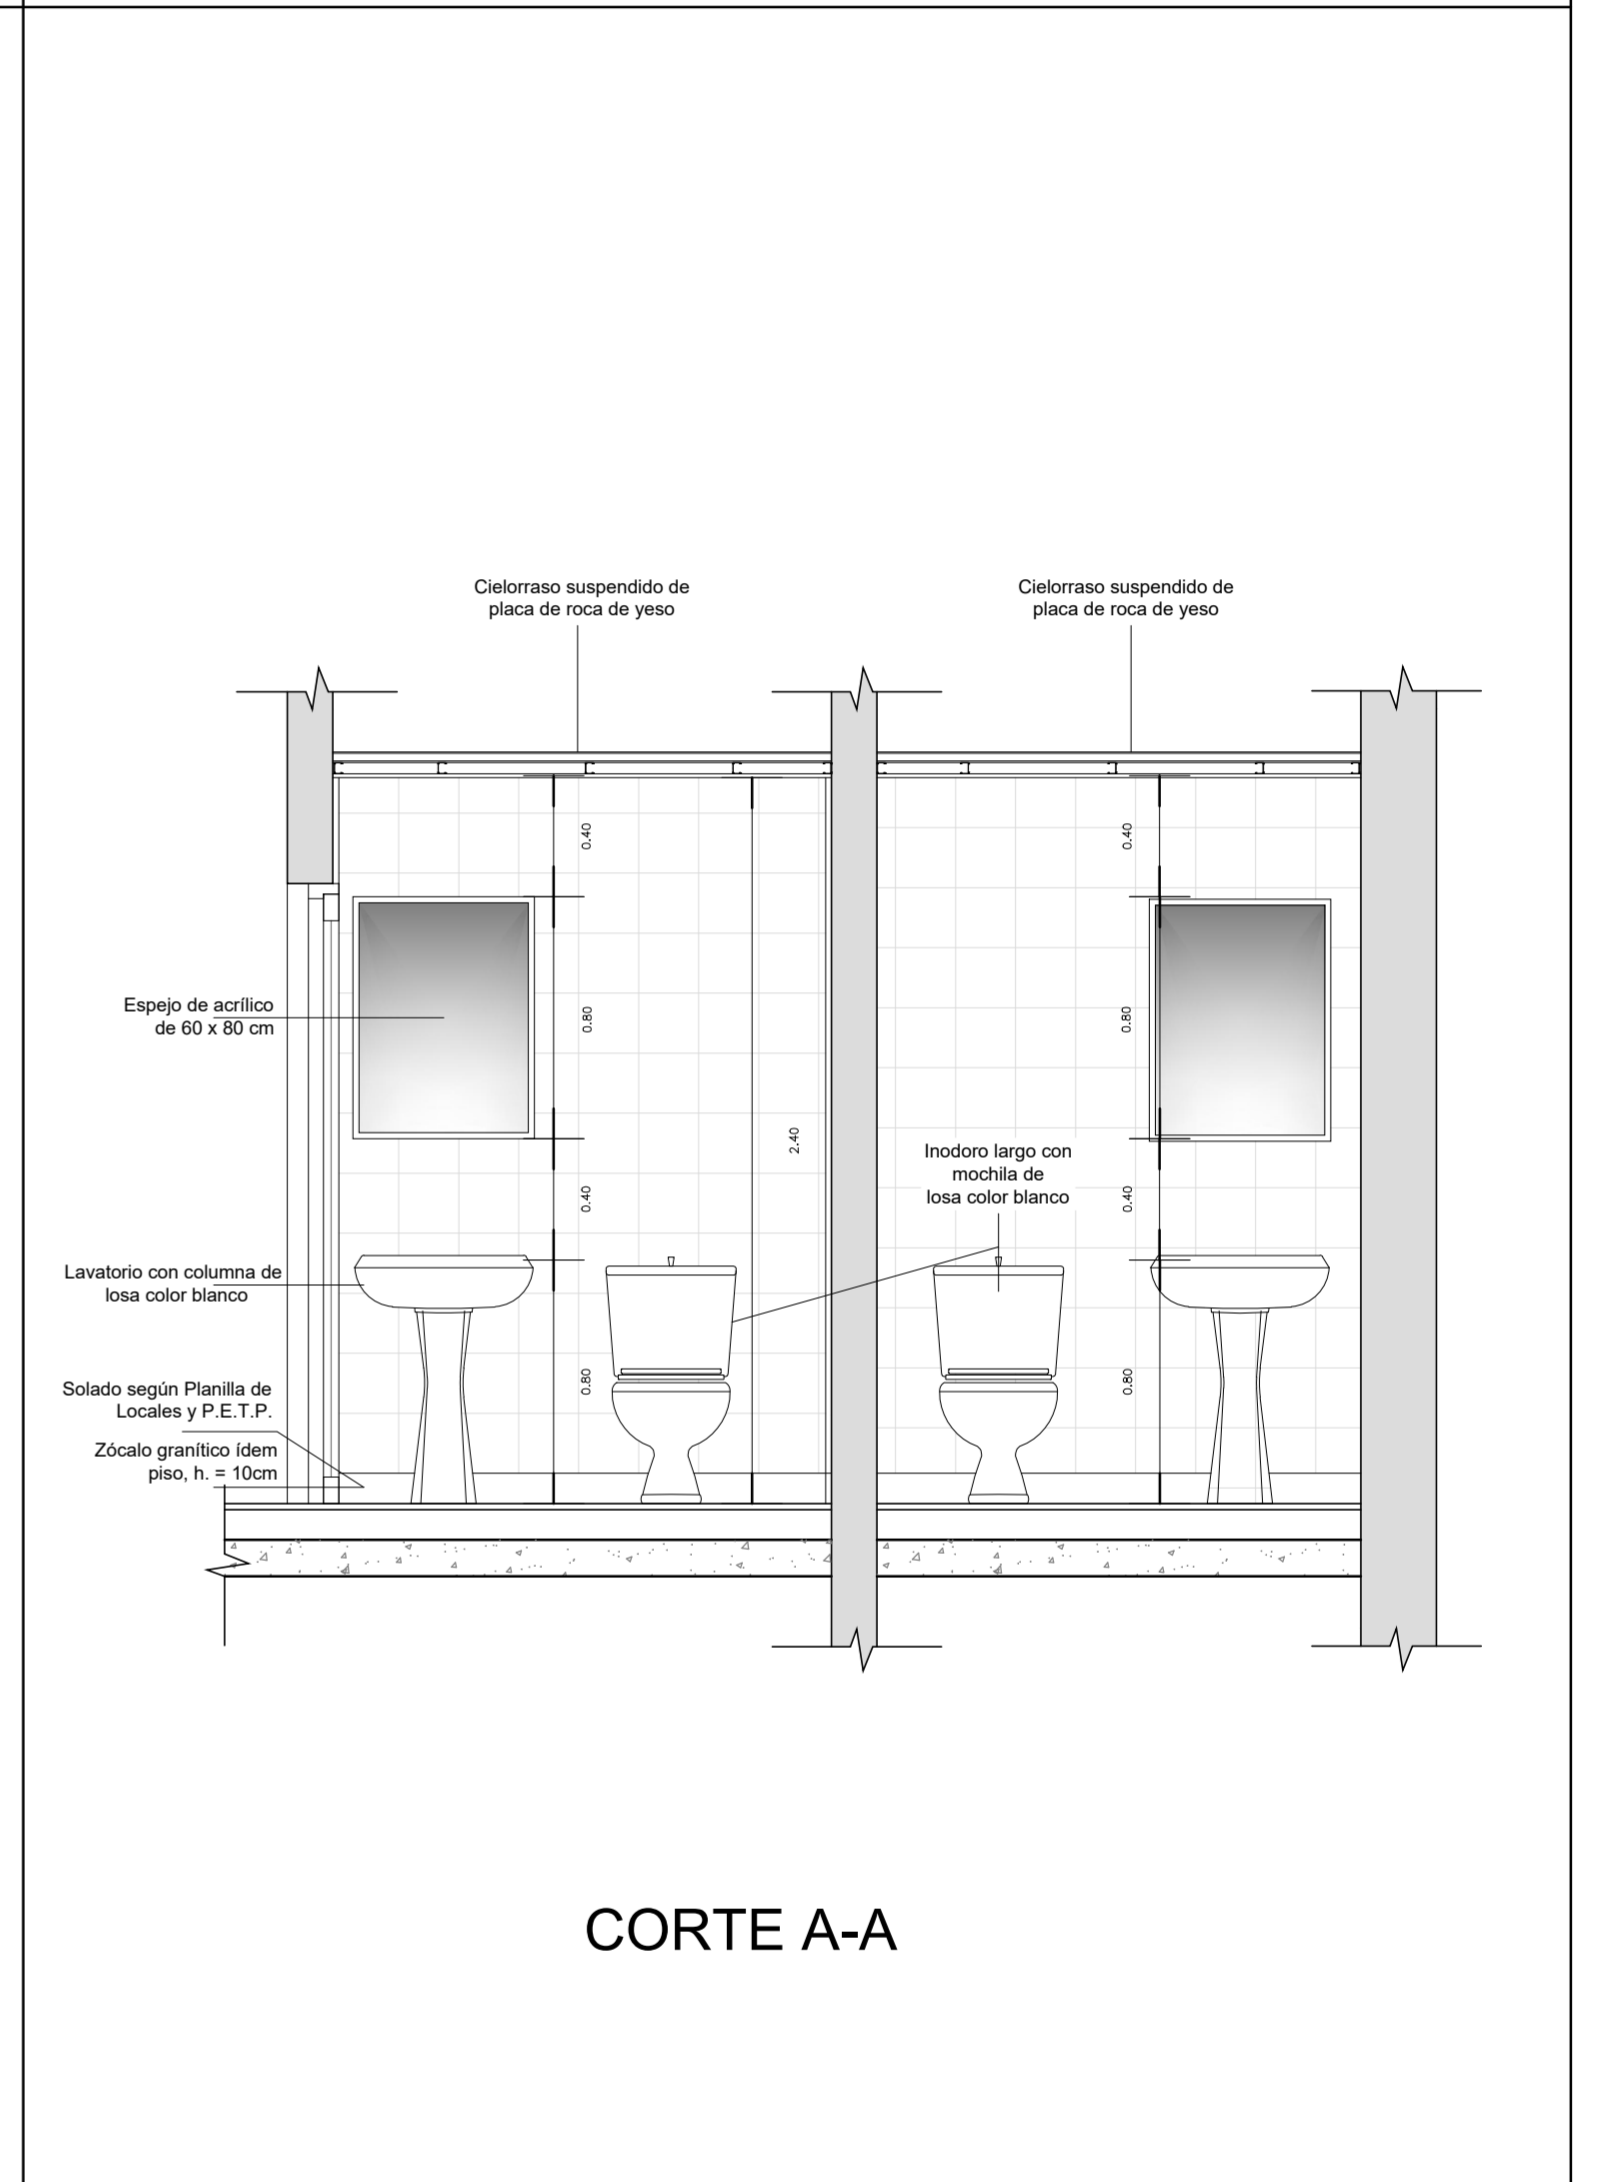 Cielorraso suspendido de
placa de roca de yeso
Cielorraso suspendido de
placa de roca de yeso
0.40
0.40
Espejo de acrílico
de 60 x 80 cm
0.80
0.80
2.40
Inodoro largo con
mochila de
losa color blanco
0.40
0.40
Lavatorio con columna de
losa color blanco
Solado según Planilla de
Locales y P.E.T.P.
0.80
0.80
Zócalo granítico ídem
piso, h. = 10cm
CORTE A-A